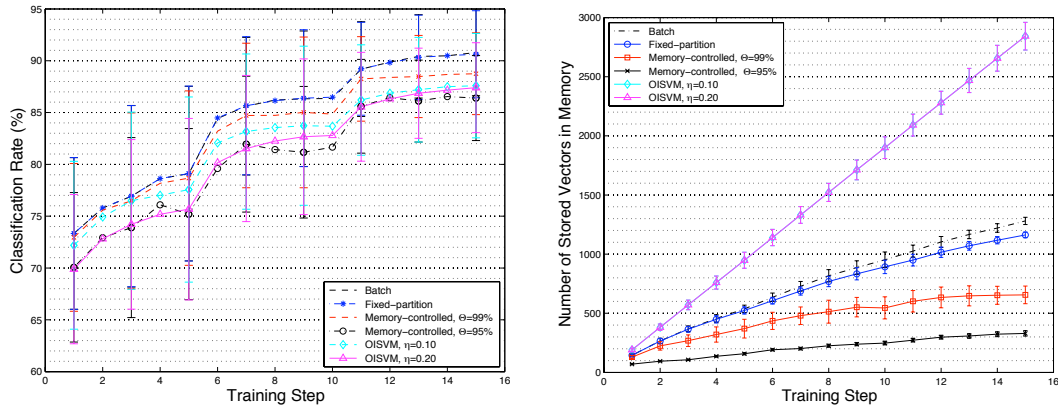 95
90
85
80
75
70
65
60
Classification Rate (%)
0 2 4 6 8 10 12 14 16
Training Step
Batch
Fixed-partition
Memory-controlled, Θ=99%
Memory-controlled, Θ=95%
OISVM, η=0.10
OISVM, η=0.20
3000
2500
2000
1500
1000
500
0
Number of Stored Vectors in Memory
0 2 4 6 8 10 12 14 16
Training Step
Batch
Fixed-partition
Memory-controlled, Θ=99%
Memory-controlled, Θ=95%
OISVM, η=0.10
OISVM, η=0.20